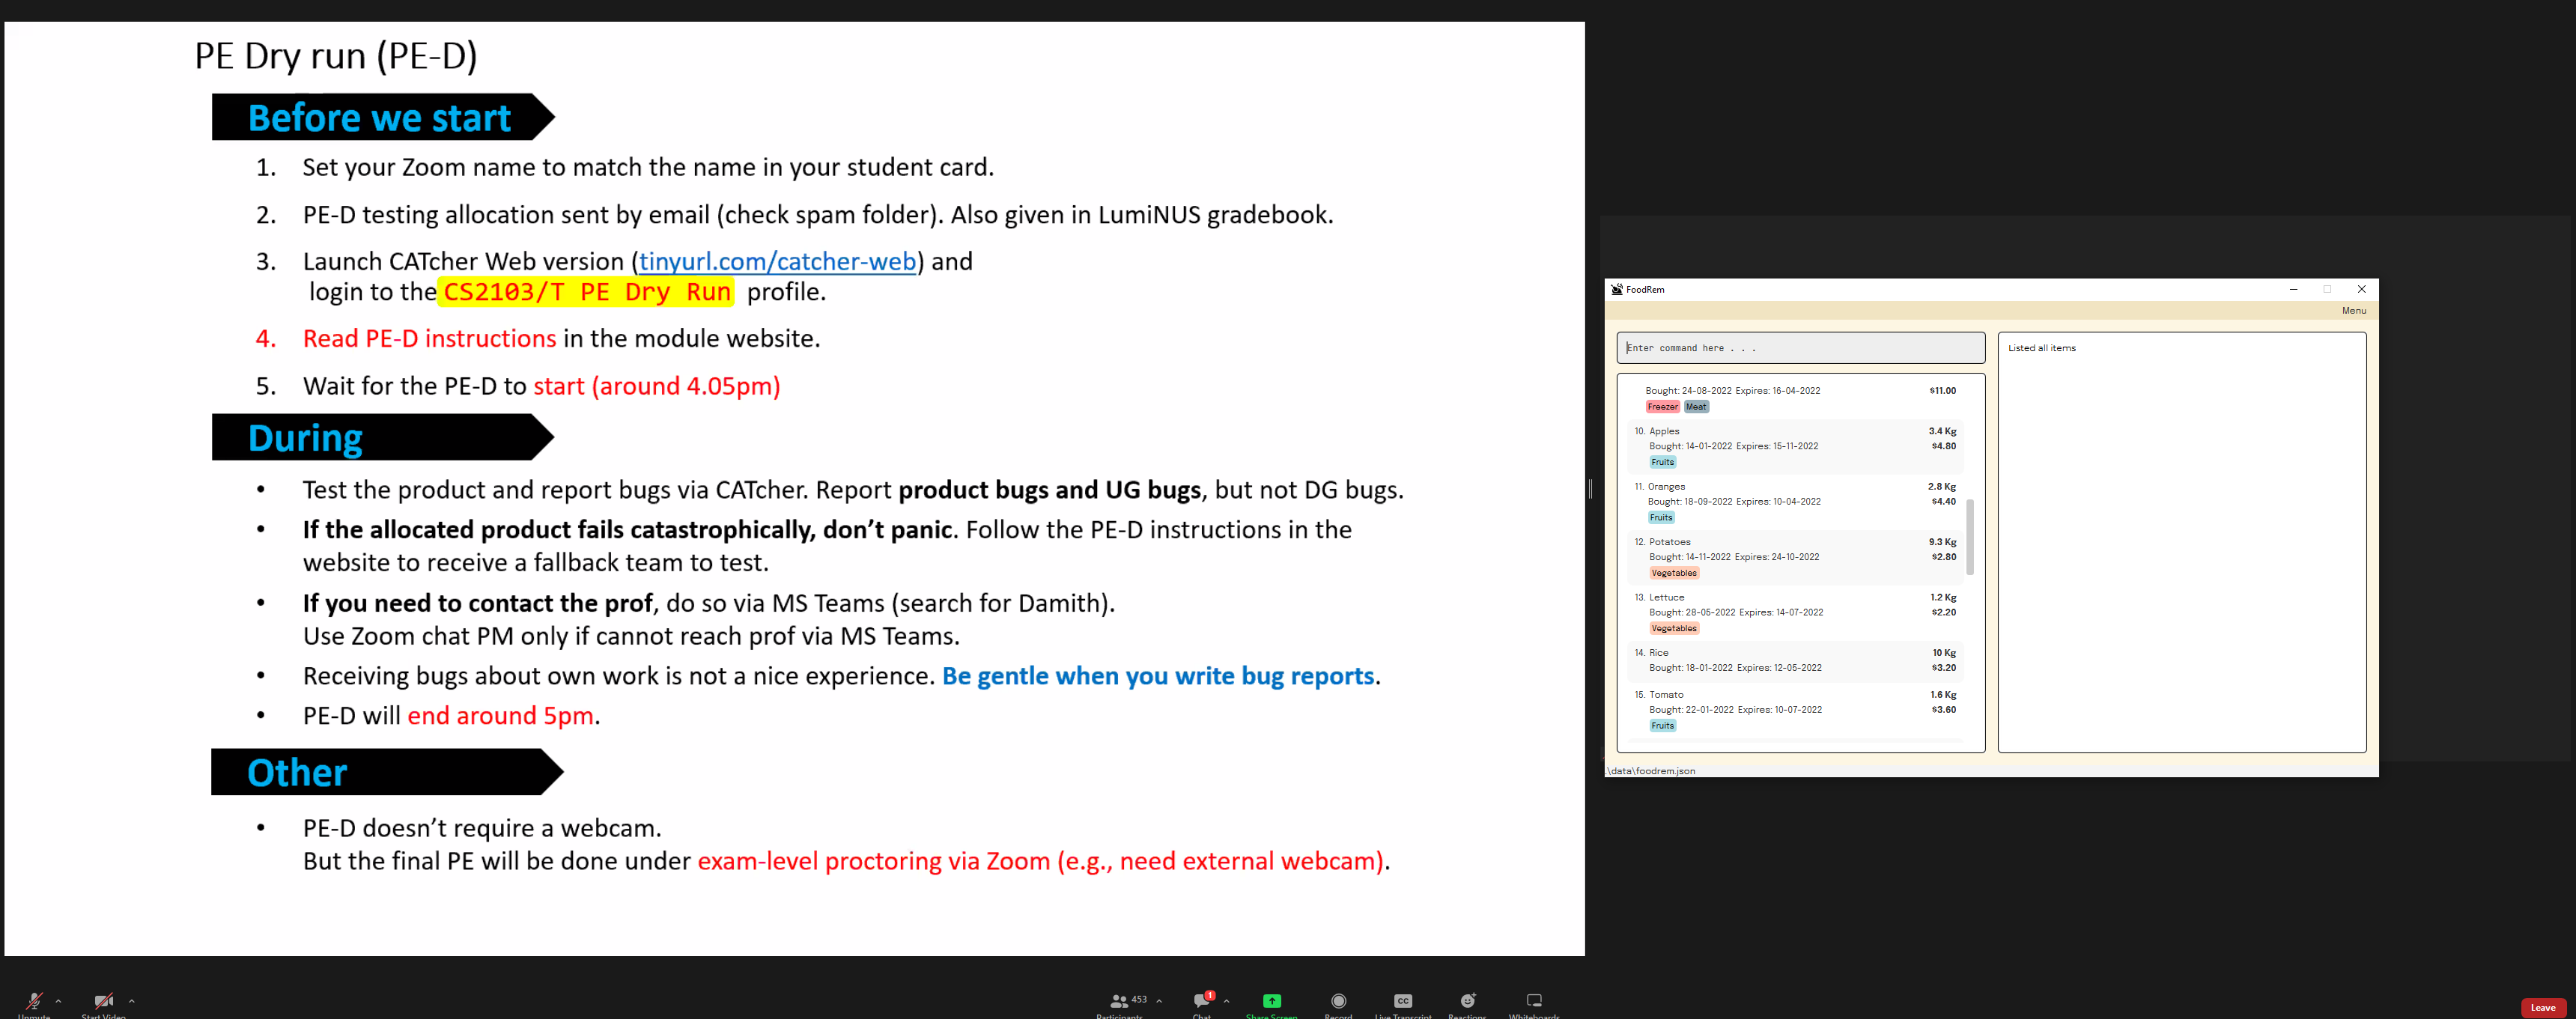 PE Dry run (PE-D)
Before we start
1. Set your Zoom name to match the name in your student card.
2. PE-D testing allocation sent by email (check spam folder). Also given in LumiNUS gradebook.
3. Launch CATcher Web version (tinyurl.com/catcher-web) and
login to the CS2103/T PE Dry Run profile.
4. Read PE-D instructions in the module website.
5. Wait for the PE-D to start (around 4.05pm)
During
• Test the product and report bugs via CATcher. Report product bugs and UG bugs, but not DG bugs.
• If the allocated product fails catastrophically, don’t panic. Follow the PE-D instructions in the
website to receive a fallback team to test.
• If you need to contact the prof, do so via MS Teams (search for Damith).
Use Zoom chat PM only if cannot reach prof via MS Teams.
• Receiving bugs about own work is not a nice experience. Be gentle when you write bug reports.
• PE-D will end around 5pm.
Other
• PE-D doesn’t require a webcam.
But the final PE will be done under exam-level proctoring via Zoom (e.g., need external webcam).
FoodRem
Menu
Enter command here . . .
Bought: 24-08-2022 Expires: 16-04-2022 $11.00
Freezer Meat
10. Apples 3.4 Kg
Bought: 14-01-2022 Expires: 15-11-2022 $4.80
Fruits
11. Oranges 2.8 Kg
Bought: 18-09-2022 Expires: 10-04-2022 $4.40
Fruits
12. Potatoes 9.3 Kg
Bought: 14-11-2022 Expires: 24-10-2022 $2.80
Vegetables
13. Lettuce 1.2 Kg
Bought: 28-05-2022 Expires: 14-07-2022 $2.20
Vegetables
14. Rice 10 Kg
Bought: 18-01-2022 Expires: 12-05-2022 $3.20
15. Tomato 1.6 Kg
Bought: 22-01-2022 Expires: 10-07-2022 $3.60
Fruits
Listed all items
.\data\foodrem.json
453
1
CC
Unmute Start Video Participants Chat Share Screen Record Live Transcript Reactions Whiteboards
Leave